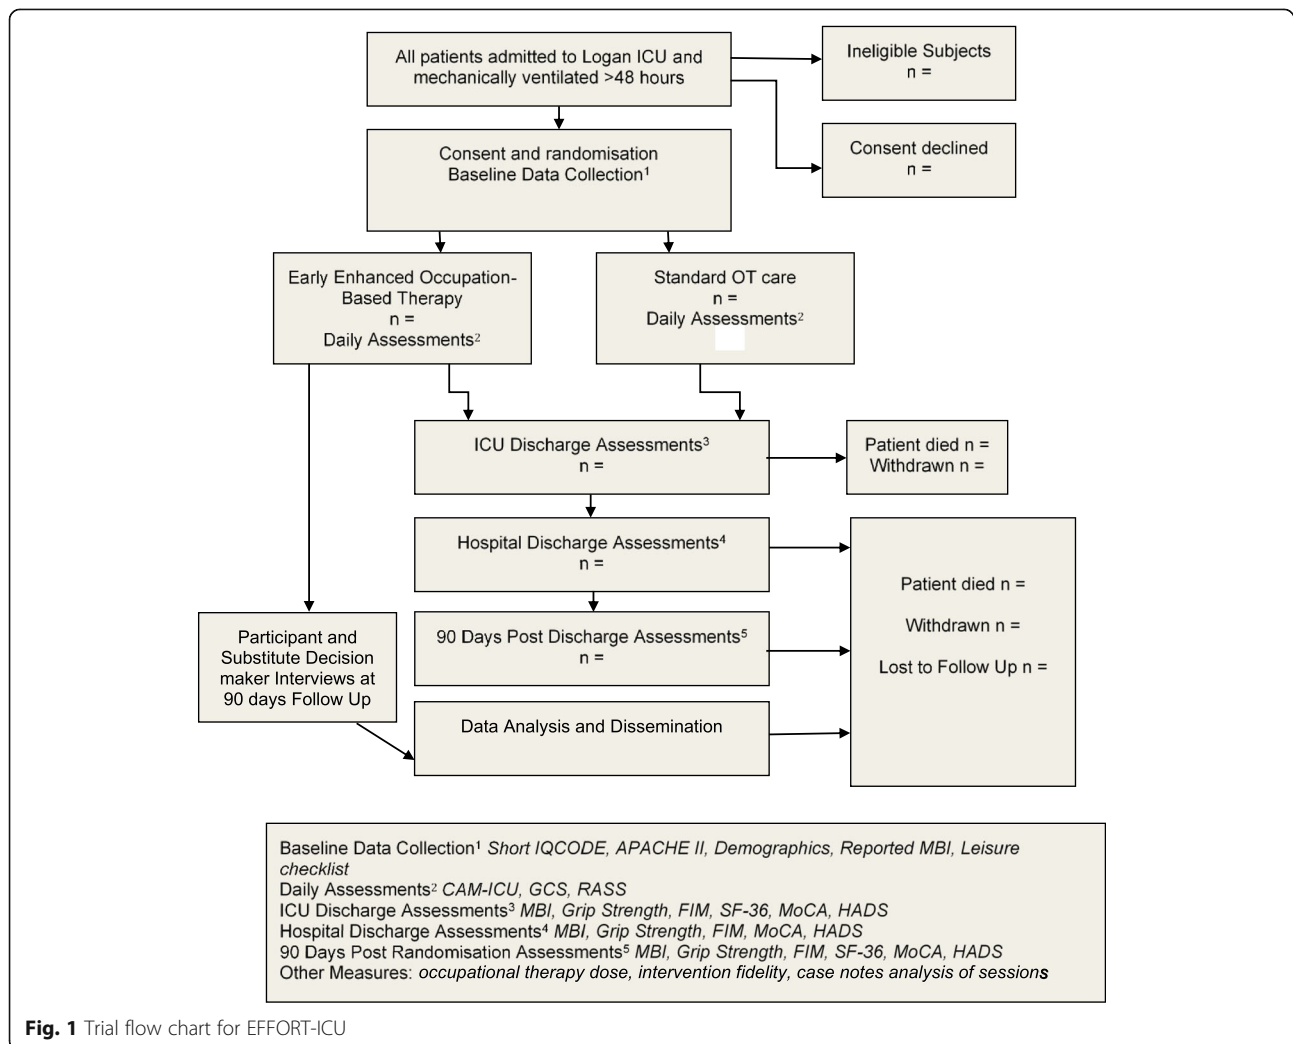 All patients admitted to Logan ICU and
mechanically ventilated >48 hours
Ineligible Subjects
n =
Consent declined
n =
Consent and randomisation
Baseline Data Collection¹
Early Enhanced Occupation-
Based Therapy
n =
Daily Assessments²
Standard OT care
n =
Daily Assessments²
ICU Discharge Assessments³
n =
Patient died n =
Withdrawn n =
Hospital Discharge Assessments⁴
n =
Patient died n =
Withdrawn n =
Lost to Follow Up n =
90 Days Post Discharge Assessments⁵
n =
Participant and
Substitute Decision
maker Interviews at
90 days Follow Up
Data Analysis and Dissemination
Baseline Data Collection¹ Short IQCODE, APACHE II, Demographics, Reported MBI, Leisure
checklist
Daily Assessments² CAM-ICU, GCS, RASS
ICU Discharge Assessments³ MBI, Grip Strength, FIM, SF-36, MoCA, HADS
Hospital Discharge Assessments⁴ MBI, Grip Strength, FIM, MoCA, HADS
90 Days Post Randomisation Assessments⁵ MBI, Grip Strength, FIM, SF-36, MoCA, HADS
Other Measures: occupational therapy dose, intervention fidelity, case notes analysis of sessions
Fig. 1 Trial flow chart for EFFORT-ICU